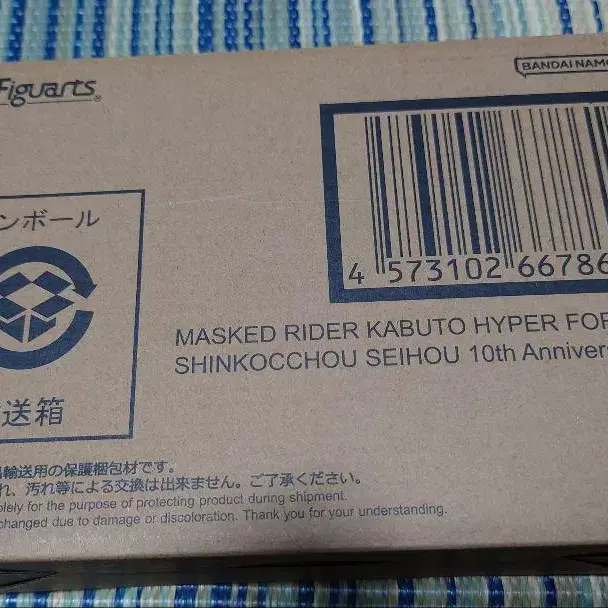 Figuarts
BANDAI NAM
ンボール
4 573102 66786
MASKED RIDER KABUTO HYPER FOR
SHINKOCCHOU SEIHOU 10th Anniver
送箱
輸送用の保護梱包材です。
れ、汚れ等による交換は出来ません。ご了承ください。
olely for the purpose of protecting product during shipment.
changed due to damage or discoloration. Thank you for your understanding.